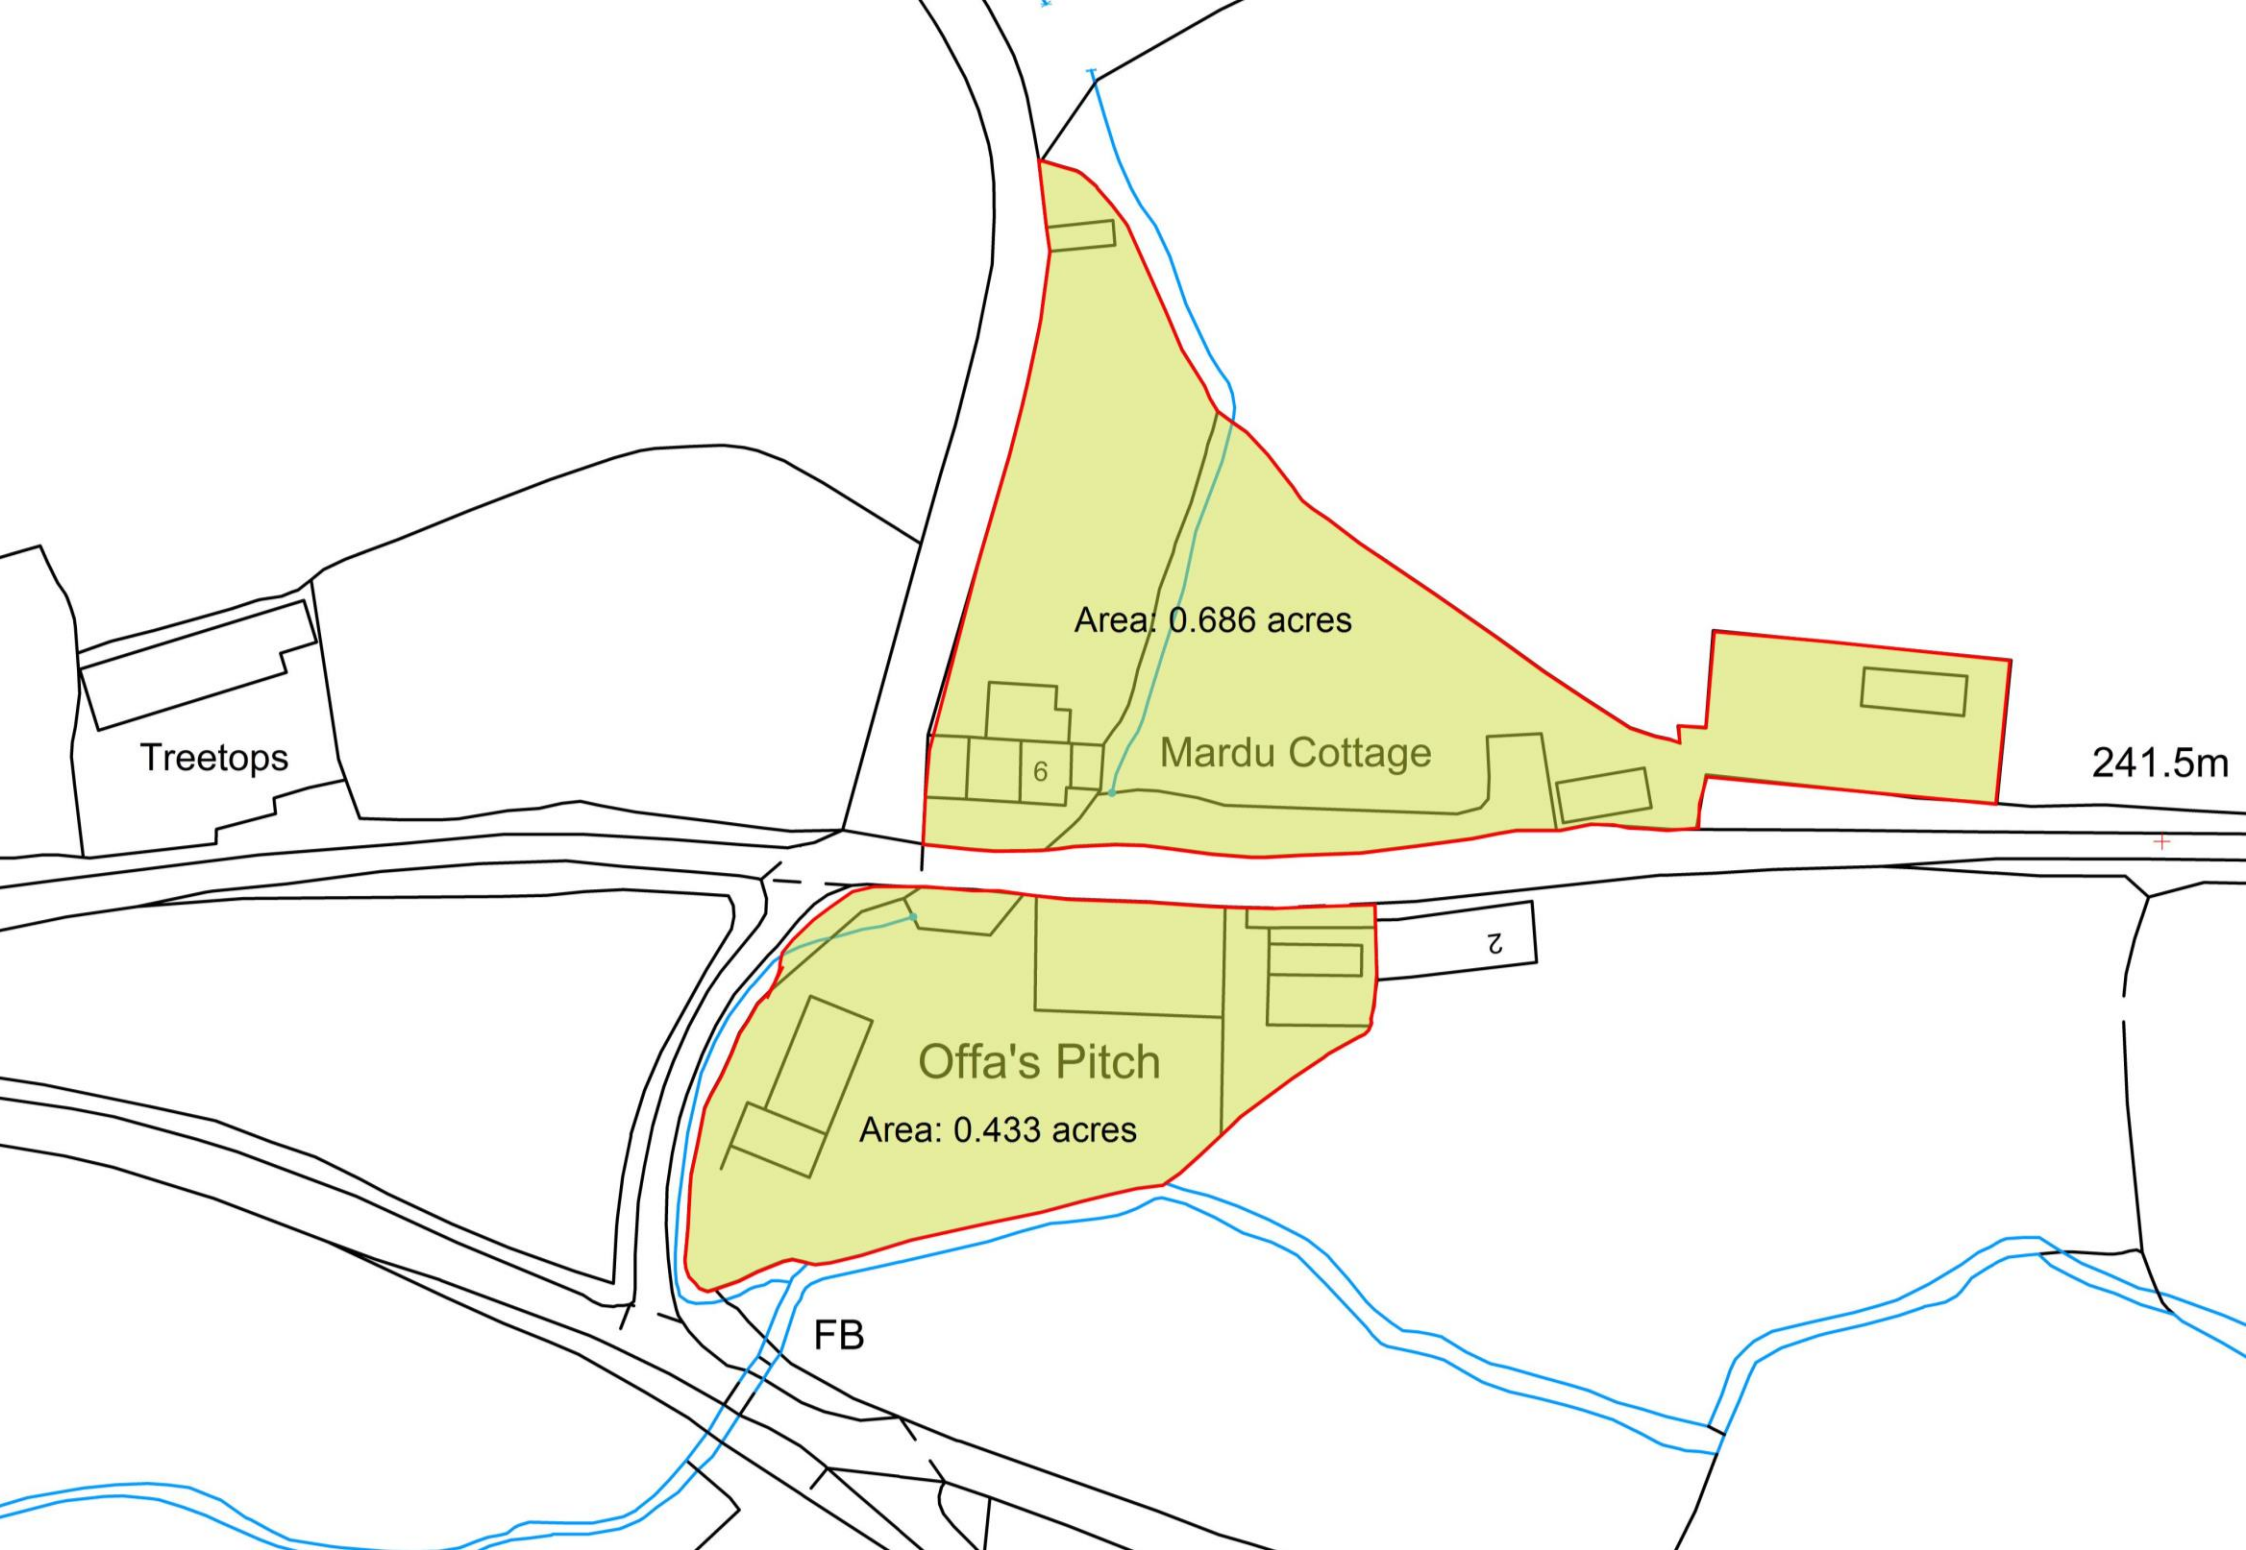 Area: 0.686 acres
Treetops
6
Mardu Cottage
241.5m
2
Offa's Pitch
Area: 0.433 acres
FB